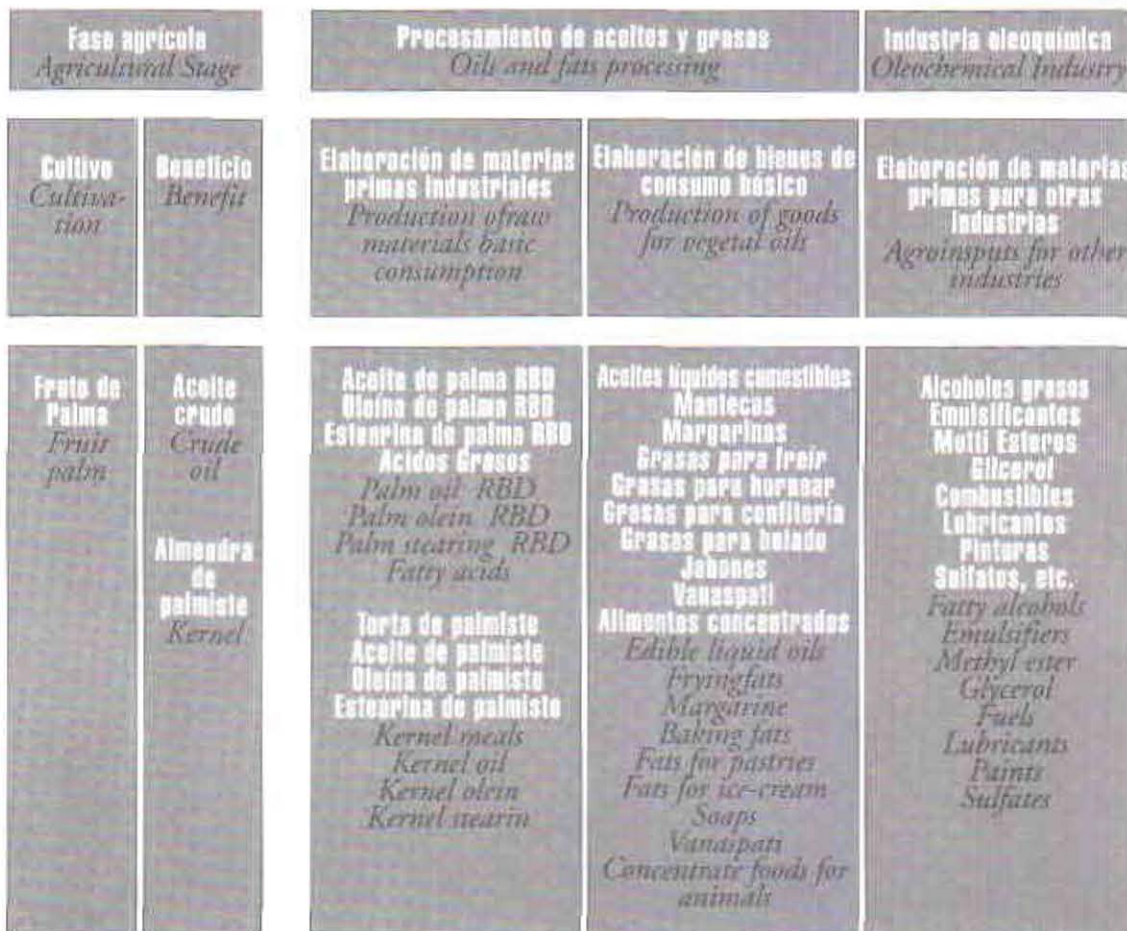 Fase agrícola
Agricultural Stage
Procesamiento de aceites y grasas
Oils and fats processing
Industria oleoquímica
Oleochemical Industry
Cultivo
Cultiva-
tion
Beneficio
Benefit
Elaboración de materias
primas industriales
Production ofraw
materials basic
consumption
Elaboración de bienes de
consumo básico
Production of goods
for vegetal oils
Elaboración de materias
primas para otras
industrias
Agroinsputs for other
industries
Fruto de
Palma
Fruit
palm
Aceite
crudo
Crude
oil
Almendra
de
palmiste
Kernel
Aceite de palma RBD
Oleína de palma RBD
Estearina de palma RBD
Acidos Grasos
Palm oil RBD
Palm olein RBD
Palm stearing RBD
Fatty acids
Torta de palmiste
Aceite de palmiste
Oleína de palmiste
Estearina de palmiste
Kernel meals
Kernel oil
Kernel olein
Kernel stearin
Aceites líquidos comestibles
Mantecas
Margarinas
Grasas para freir
Grasas para hornear
Grasas para confitería
Grasas para helado
Jabones
Vanaspati
Alimentos concentrados
Edible liquid oils
Fryingfats
Margarine
Baking fats
Fats for pastries
Fats for ice-cream
Soaps
Vanaspati
Concentrate foods for
animals
Alcoholes grasos
Emulsificantes
Metti Esteros
Glicerol
Combustibles
Lubricantes
Pinturas
Sulfatos, etc.
Fatty alcohols
Emulsifiers
Methyl ester
Glycerol
Fuels
Lubricants
Paints
Sulfates